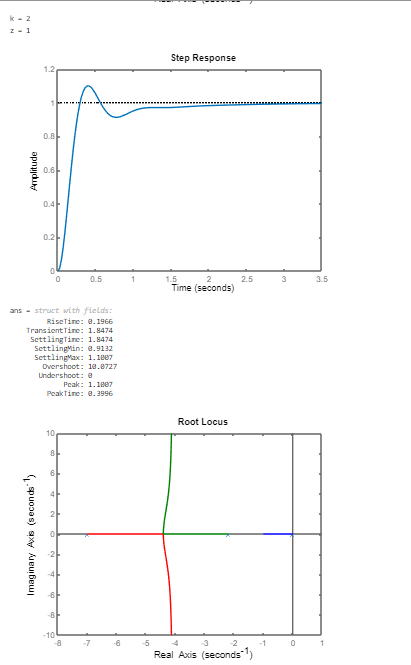 k = 2
z = 1
Step Response
1.2
1
0.8
0.6
0.4
0.2
0
Amplitude
0 0.5 1 1.5 2 2.5 3 3.5
Time (seconds)
ans = struct with fields:
RiseTime: 0.1966
TransientTime: 1.8474
SettlingTime: 1.8474
SettlingMin: 0.9132
SettlingMax: 1.1007
Overshoot: 10.0727
Undershoot: 0
Peak: 1.1007
PeakTime: 0.3996
Root Locus
10
8
6
4
2
0
-2
-4
-6
-8
-10
Imaginary Axis (seconds-1)
-8 -7 -6 -5 -4 -3 -2 -1 0 1
Real Axis (seconds-1)